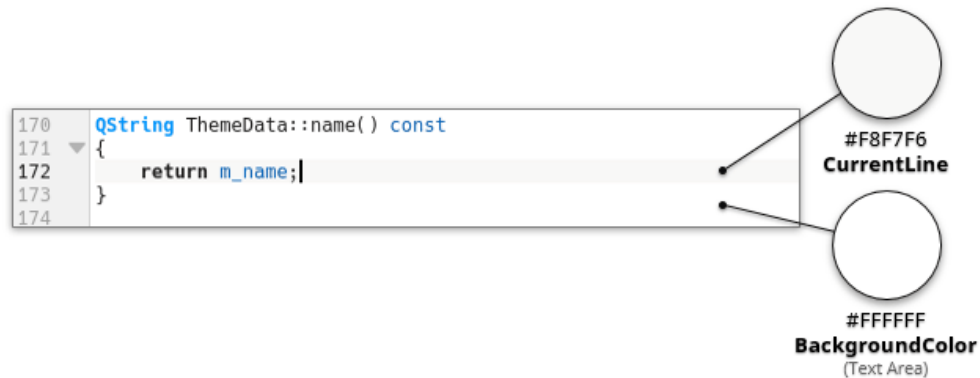 170 QString ThemeData::name() const
171 {
172 return m_name;
173 }
174
#F8F7F6
CurrentLine
#FFFFFF
BackgroundColor
(Text Area)